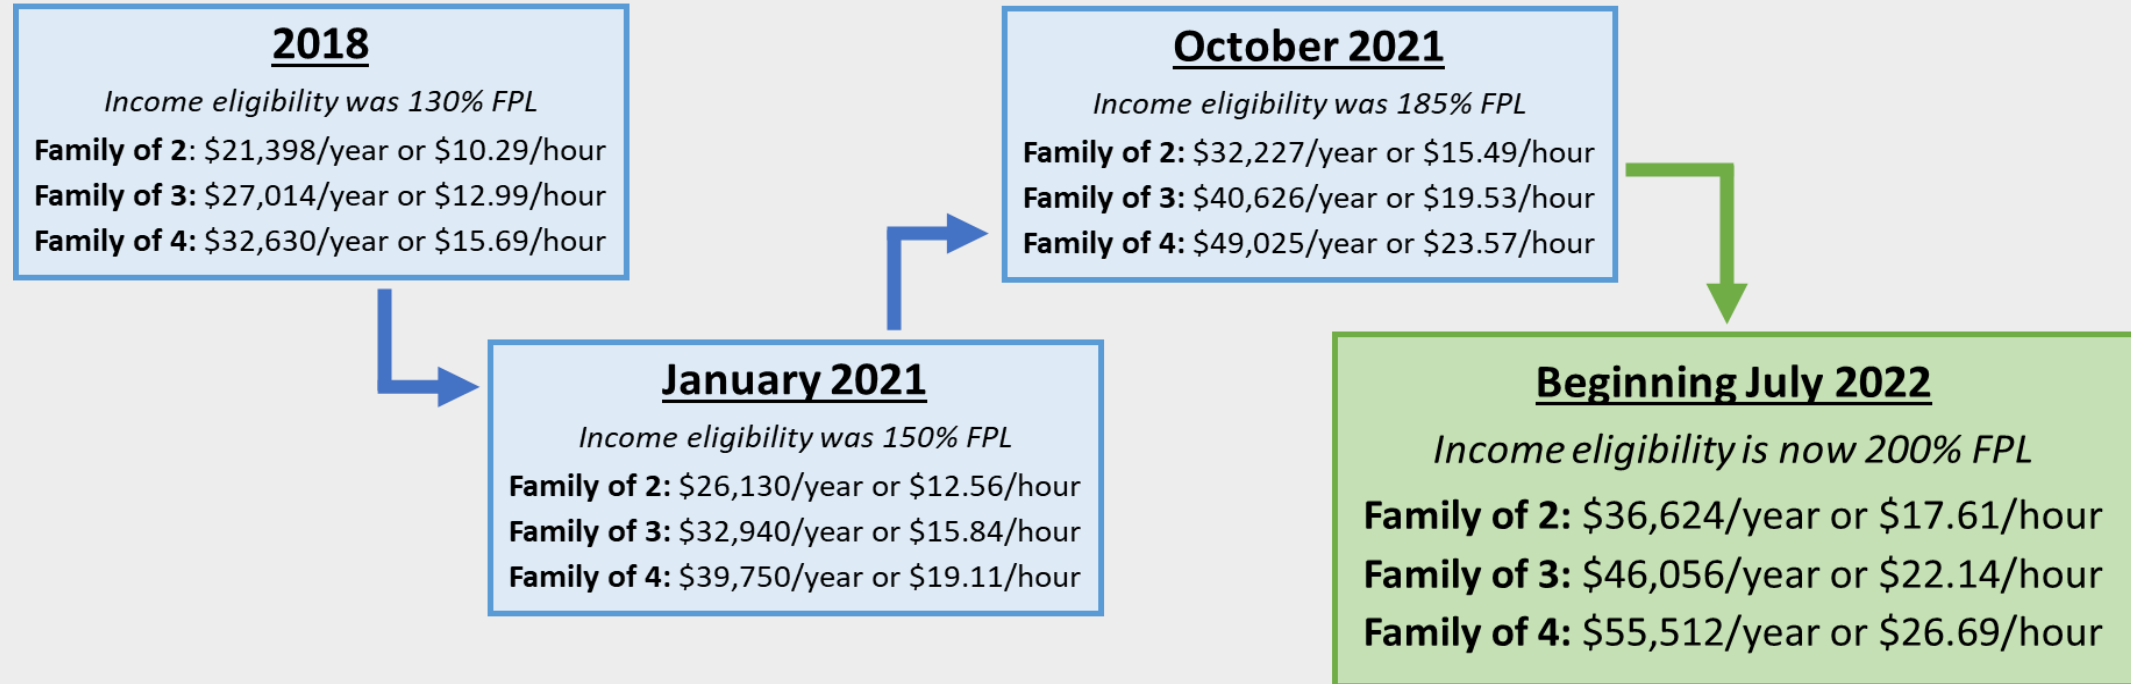 2018
Income eligibility was 130% FPL
Family of 2: $21,398/year or $10.29/hour
Family of 3: $27,014/year or $12.99/hour
Family of 4: $32,630/year or $15.69/hour
January 2021
Income eligibility was 150% FPL
Family of 2: $26,130/year or $12.56/hour
Family of 3: $32,940/year or $15.84/hour
Family of 4: $39,750/year or $19.11/hour
October 2021
Income eligibility was 185% FPL
Family of 2: $32,227/year or $15.49/hour
Family of 3: $40,626/year or $19.53/hour
Family of 4: $49,025/year or $23.57/hour
Beginning July 2022
Income eligibility is now 200% FPL
Family of 2: $36,624/year or $17.61/hour
Family of 3: $46,056/year or $22.14/hour
Family of 4: $55,512/year or $26.69/hour